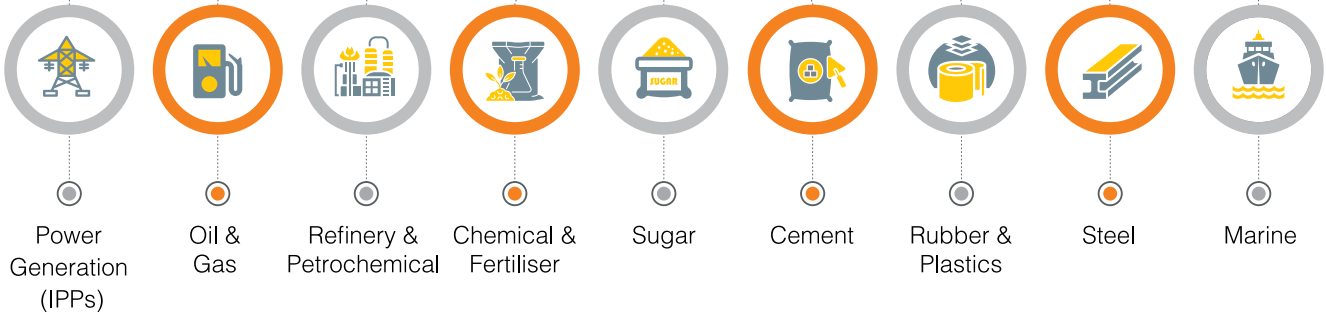 SUGAR
Power
Generation
(IPPs)
Oil &
Gas
Refinery &
Petrochemical
Chemical &
Fertiliser
Sugar
Cement
Rubber &
Plastics
Steel
Marine